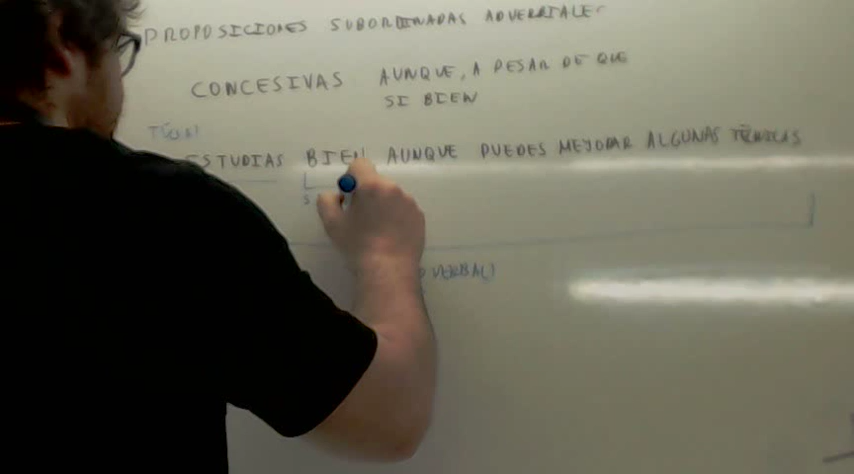 PROPOSICIONES SUBORDINADAS ADVERBIALES
CONCESIVAS AUNQUE, A PESAR DE QUE
SI BIEN
ESTUDIAS BIEN AUNQUE PUEDES MEJORAR ALGUNAS TÉCNICAS
VERBAL)